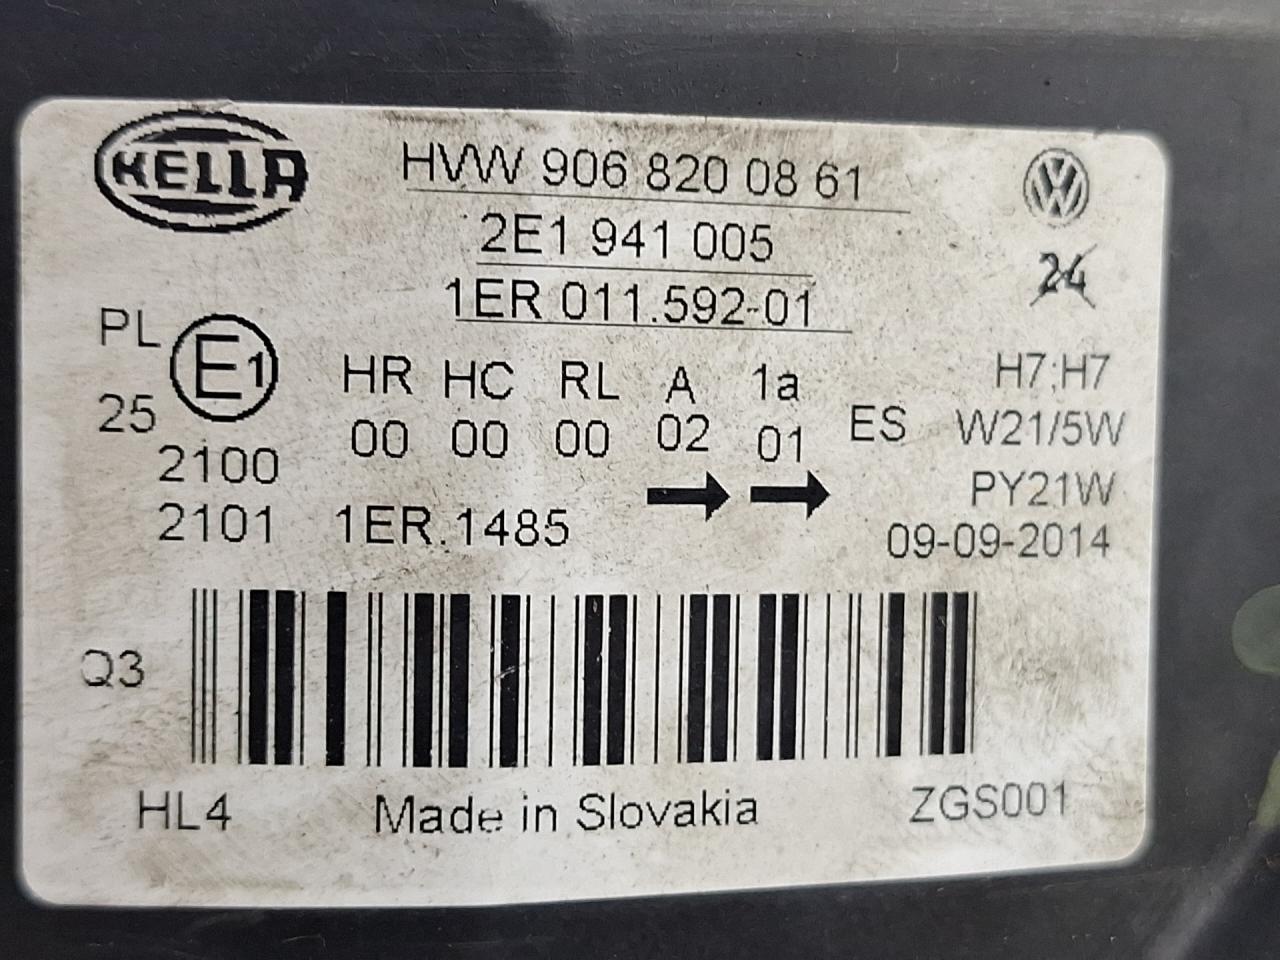 HELLA
HVW 906 820 08 61
2E1 941 005
24
1ER 011.592-01
PL E1 HR HC RL A 1a H7;H7
25 00 00 00 02 01 ES W21/5W
2100 PY21W
2101 1ER.1485 09-09-2014
Q3
HL4 Made in Slovakia ZGS001